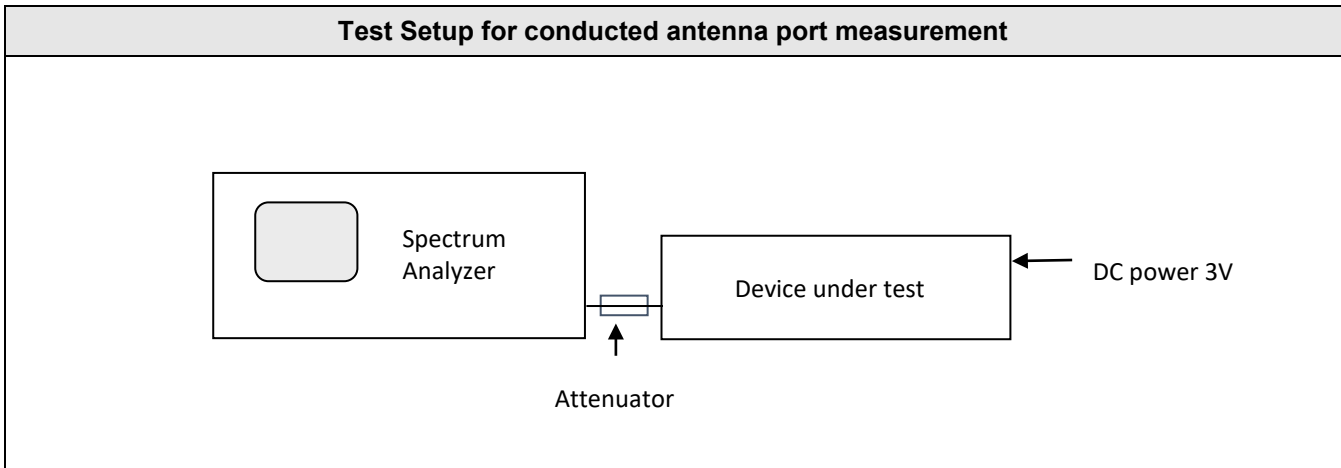 Test Setup for conducted antenna port measurement
Spectrum
Analyzer
Device under test
DC power 3V
Attenuator